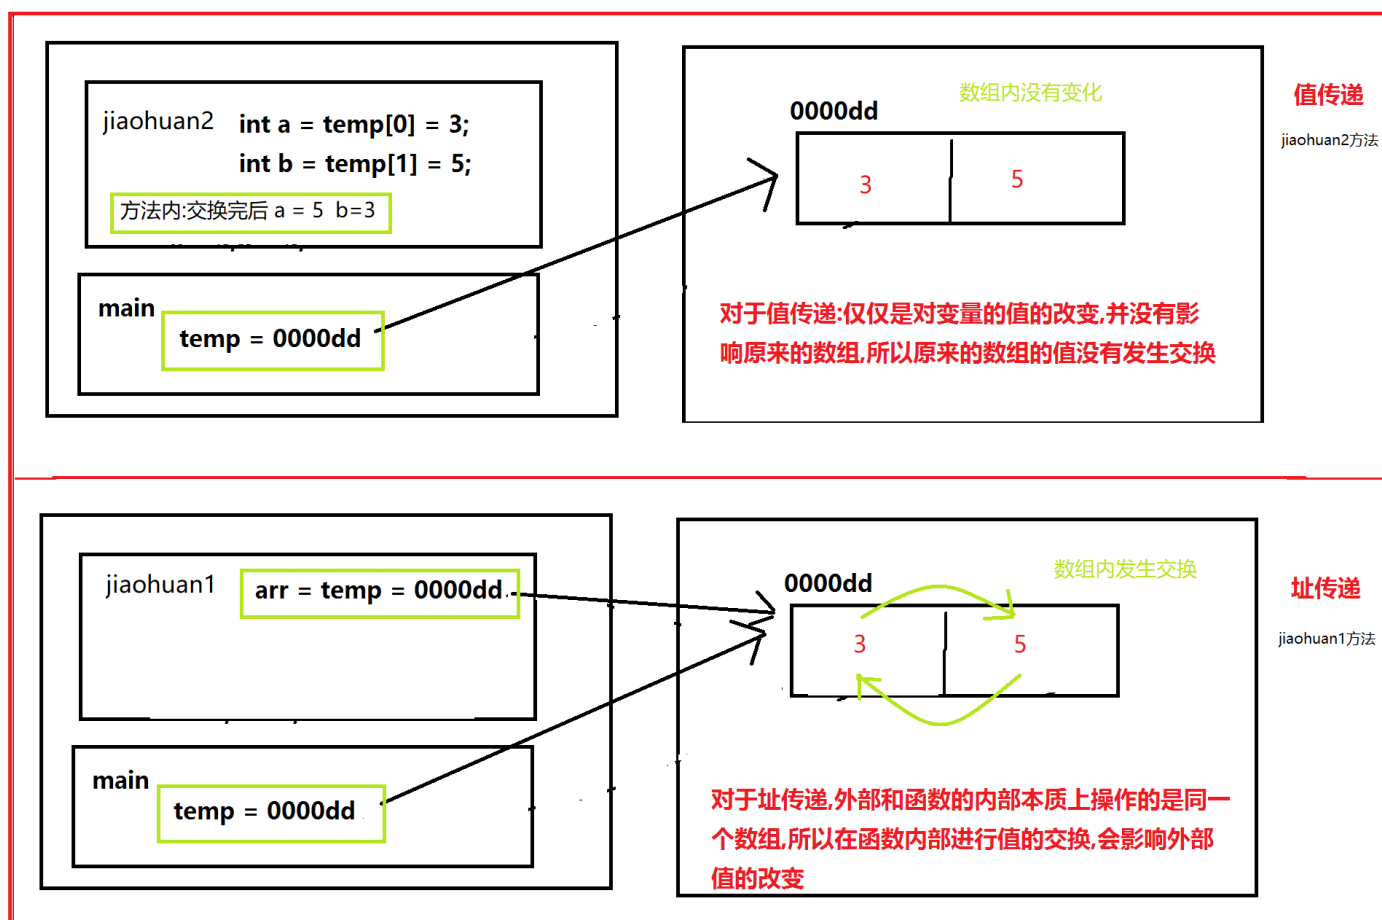 jiaohuan2
int a = temp[0] = 3;
int b = temp[1] = 5;
方法内:交换完后 a = 5 b=3
main
temp = 0000dd
0000dd
数组内没有变化
3
5
对于值传递:仅仅是对变量的值的改变,并没有影
响原来的数组,所以原来的数组的值没有发生交换
值传递
jiaohuan2方法
jiaohuan1
arr = temp = 0000dd
main
temp = 0000dd
0000dd
数组内发生交换
3
5
对于址传递,外部和函数的内部本质上操作的是同一
个数组,所以在函数内部进行值的交换,会影响外部
值的改变
址传递
jiaohuan1方法